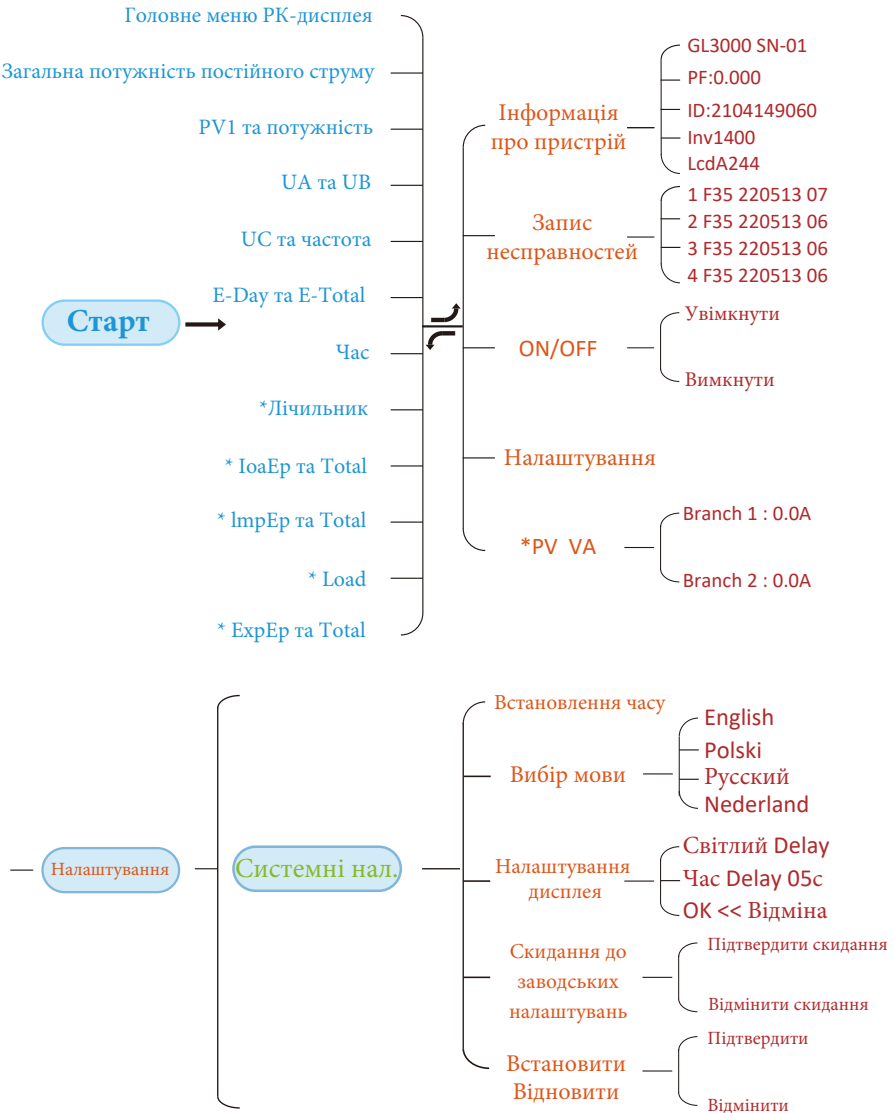 Головне меню РК-дисплея
Загальна потужність постійного струму
PV1 та потужність
UA та UB
UC та частота
E-Day та E-Total
Старт
Час
*Лічильник
* IoaEp та Total
* lmpEp та Total
* Load
* ExpEp та Total
Інформація
про пристрій
GL3000 SN-01
PF:0.000
ID:2104149060
Inv1400
LcdA244
Запис
несправностей
1 F35 220513 07
2 F35 220513 06
3 F35 220513 06
4 F35 220513 06
ON/OFF
Увімкнути
Вимкнути
Налаштування
*PV VA
Branch 1 : 0.0A
Branch 2 : 0.0A
Налаштування
Системні нал.
Встановлення часу
Вибір мови
English
Polski
Русский
Nederland
Налаштування
дисплея
Світлий Delay
Час Delay 05с
OK << Відміна
Скидання до
заводських
налаштувань
Підтвердити скидання
Відмінити скидання
Встановити
Відновити
Підтвердити
Відмінити